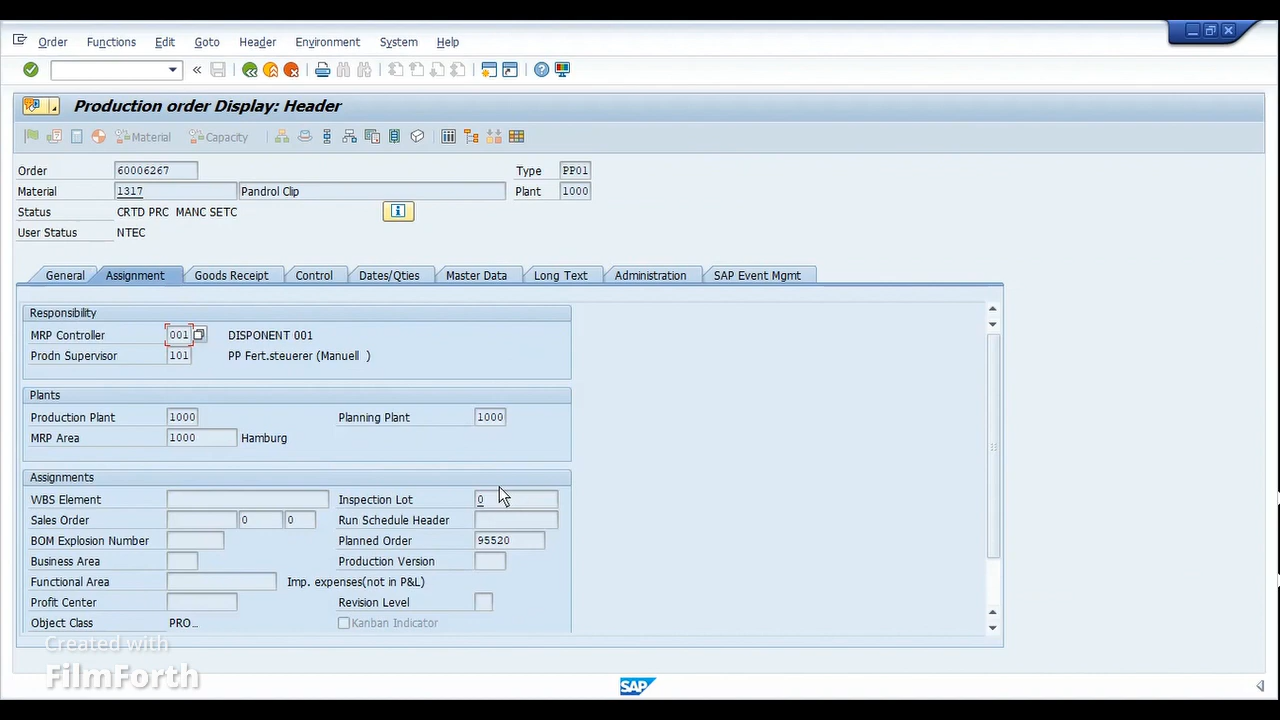 Order Functions Edit Goto Header Environment System Help
Production order Display: Header
Material Capacity
Order 60006267 Type PP01
Material 1317 Pandrol Clip Plant 1000
Status CRTD PRC MANC SETC
User Status NTEC
General Assignment Goods Receipt Control Dates/Qties Master Data Long Text Administration SAP Event Mgmt
Responsibility
MRP Controller 001 DISPONENT 001
Prodn Supervisor 101 PP Fert.steuerer (Manuell )
Plants
Production Plant 1000 Planning Plant 1000
MRP Area 1000 Hamburg
Assignments
WBS Element Inspection Lot 0
Sales Order 0 0 Run Schedule Header
BOM Explosion Number Planned Order 95520
Business Area Production Version
Functional Area Imp. expenses(not in P&L)
Profit Center Revision Level
Object Class PRO... Kanban Indicator
Created with
FilmForth
SAP